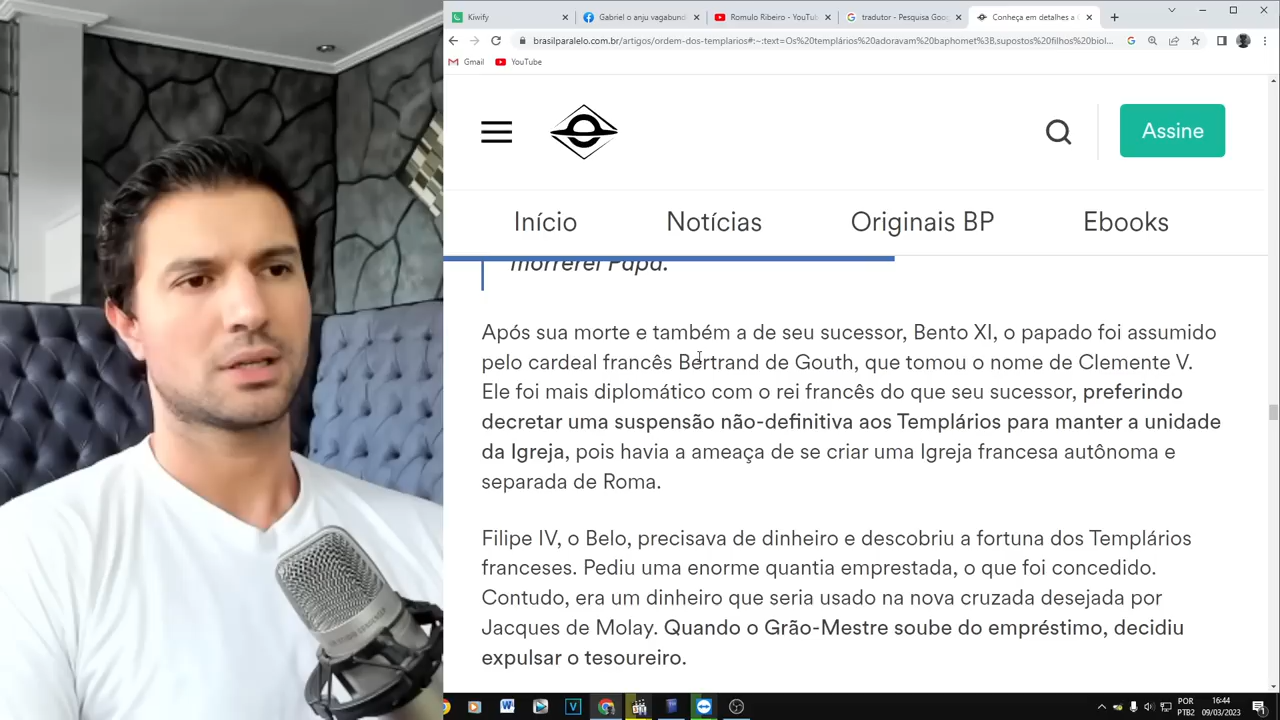 Kiwify
Gabriel o anju vagabund
Romulo Ribeiro - YouTub
tradutor - Pesquisa Goo
Conheça em detalhes a
brasilparalelo.com.br/artigos/ordem-dos-templarios#:~:text=Os%20templários%20adoravam%20baphomet%3B,supostos%20filhos%20biol...
Gmail
YouTube
Assine
Início
Notícias
Originais BP
Ebooks
morrerei Papa.
Após sua morte e também a de seu sucessor, Bento XI, o papado foi assumido
pelo cardeal francês Bertrand de Gouth, que tomou o nome de Clemente V.
Ele foi mais diplomático com o rei francês do que seu sucessor, preferindo
decretar uma suspensão não-definitiva aos Templários para manter a unidade
da Igreja, pois havia a ameaça de se criar uma Igreja francesa autônoma e
separada de Roma.
Filipe IV, o Belo, precisava de dinheiro e descobriu a fortuna dos Templários
franceses. Pediu uma enorme quantia emprestada, o que foi concedido.
Contudo, era um dinheiro que seria usado na nova cruzada desejada por
Jacques de Molay. Quando o Grão-Mestre soube do empréstimo, decidiu
expulsar o tesoureiro.
POR
PTB2
16:44
09/03/2023